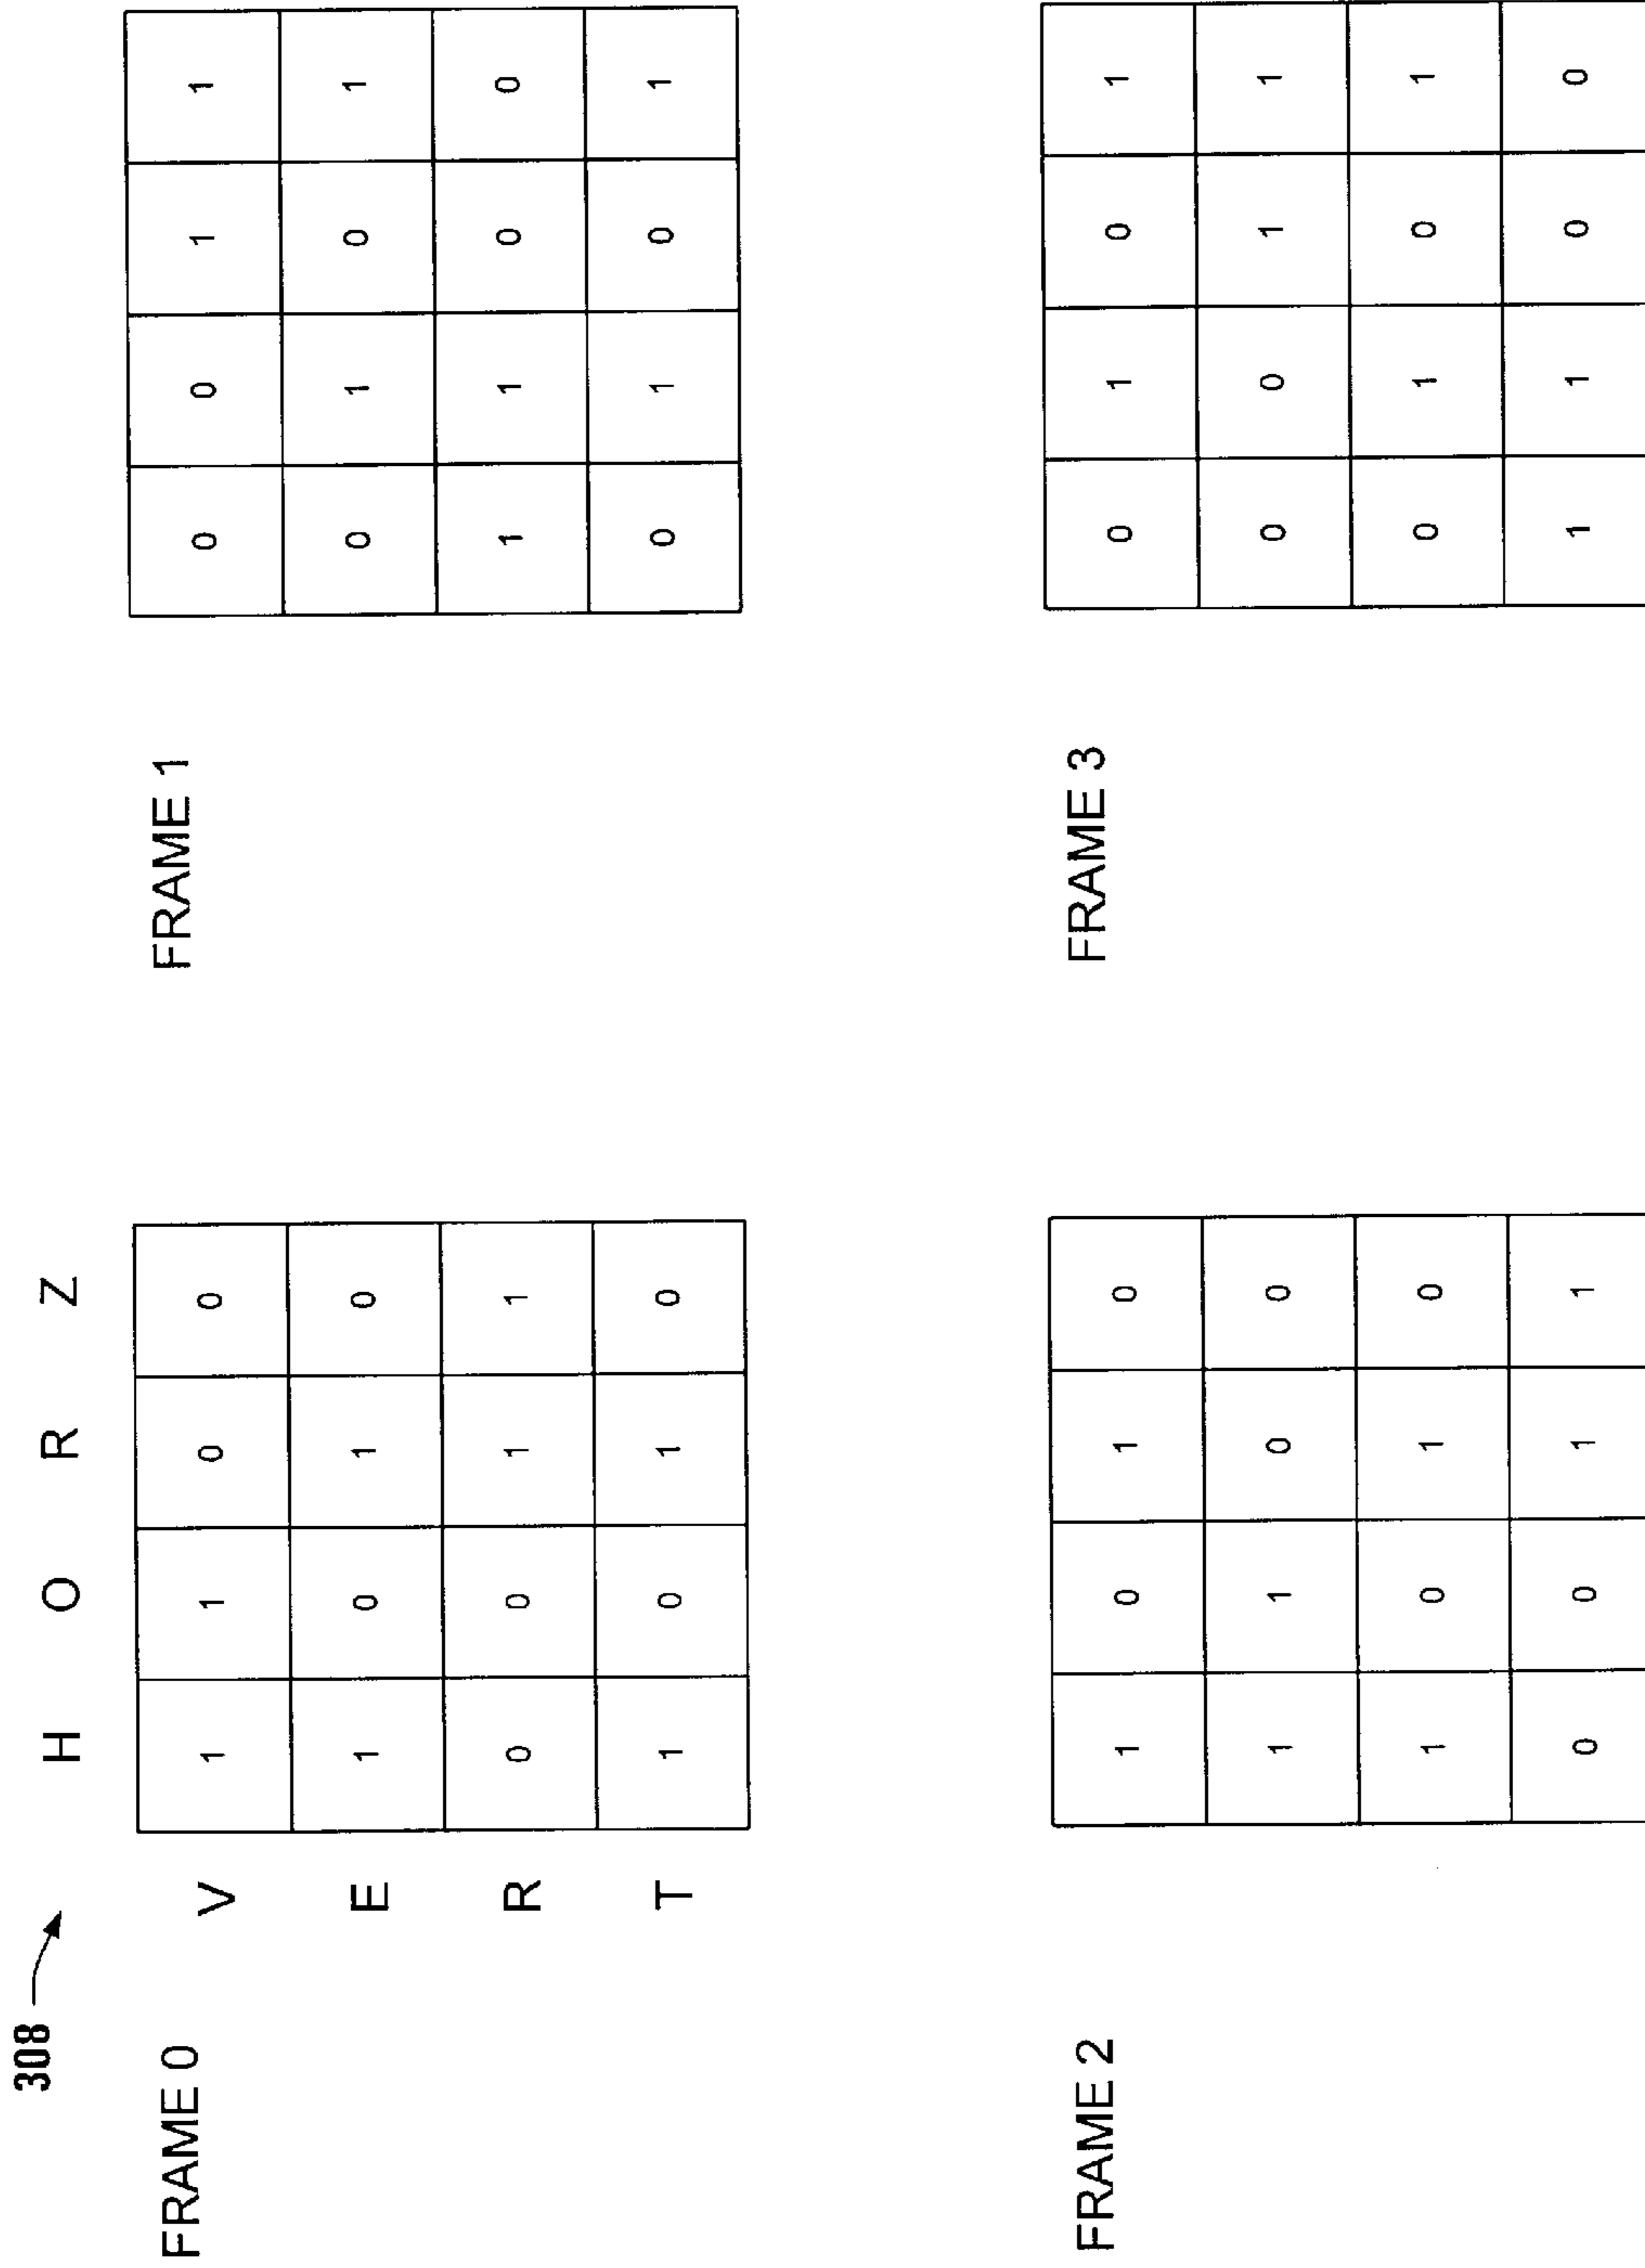 308
H O R Z
FRAME 0
V 1 1 0 0
E 1 0 1 0
R 0 0 1 1
T 1 0 1 0
FRAME 1
0 0 1 1
0 1 0 1
1 1 0 0
0 1 0 1
FRAME 2
1 0 1 0
1 1 0 0
1 0 1 0
0 0 1 1
FRAME 3
0 1 0 1
0 0 1 1
0 1 0 1
1 1 0 0